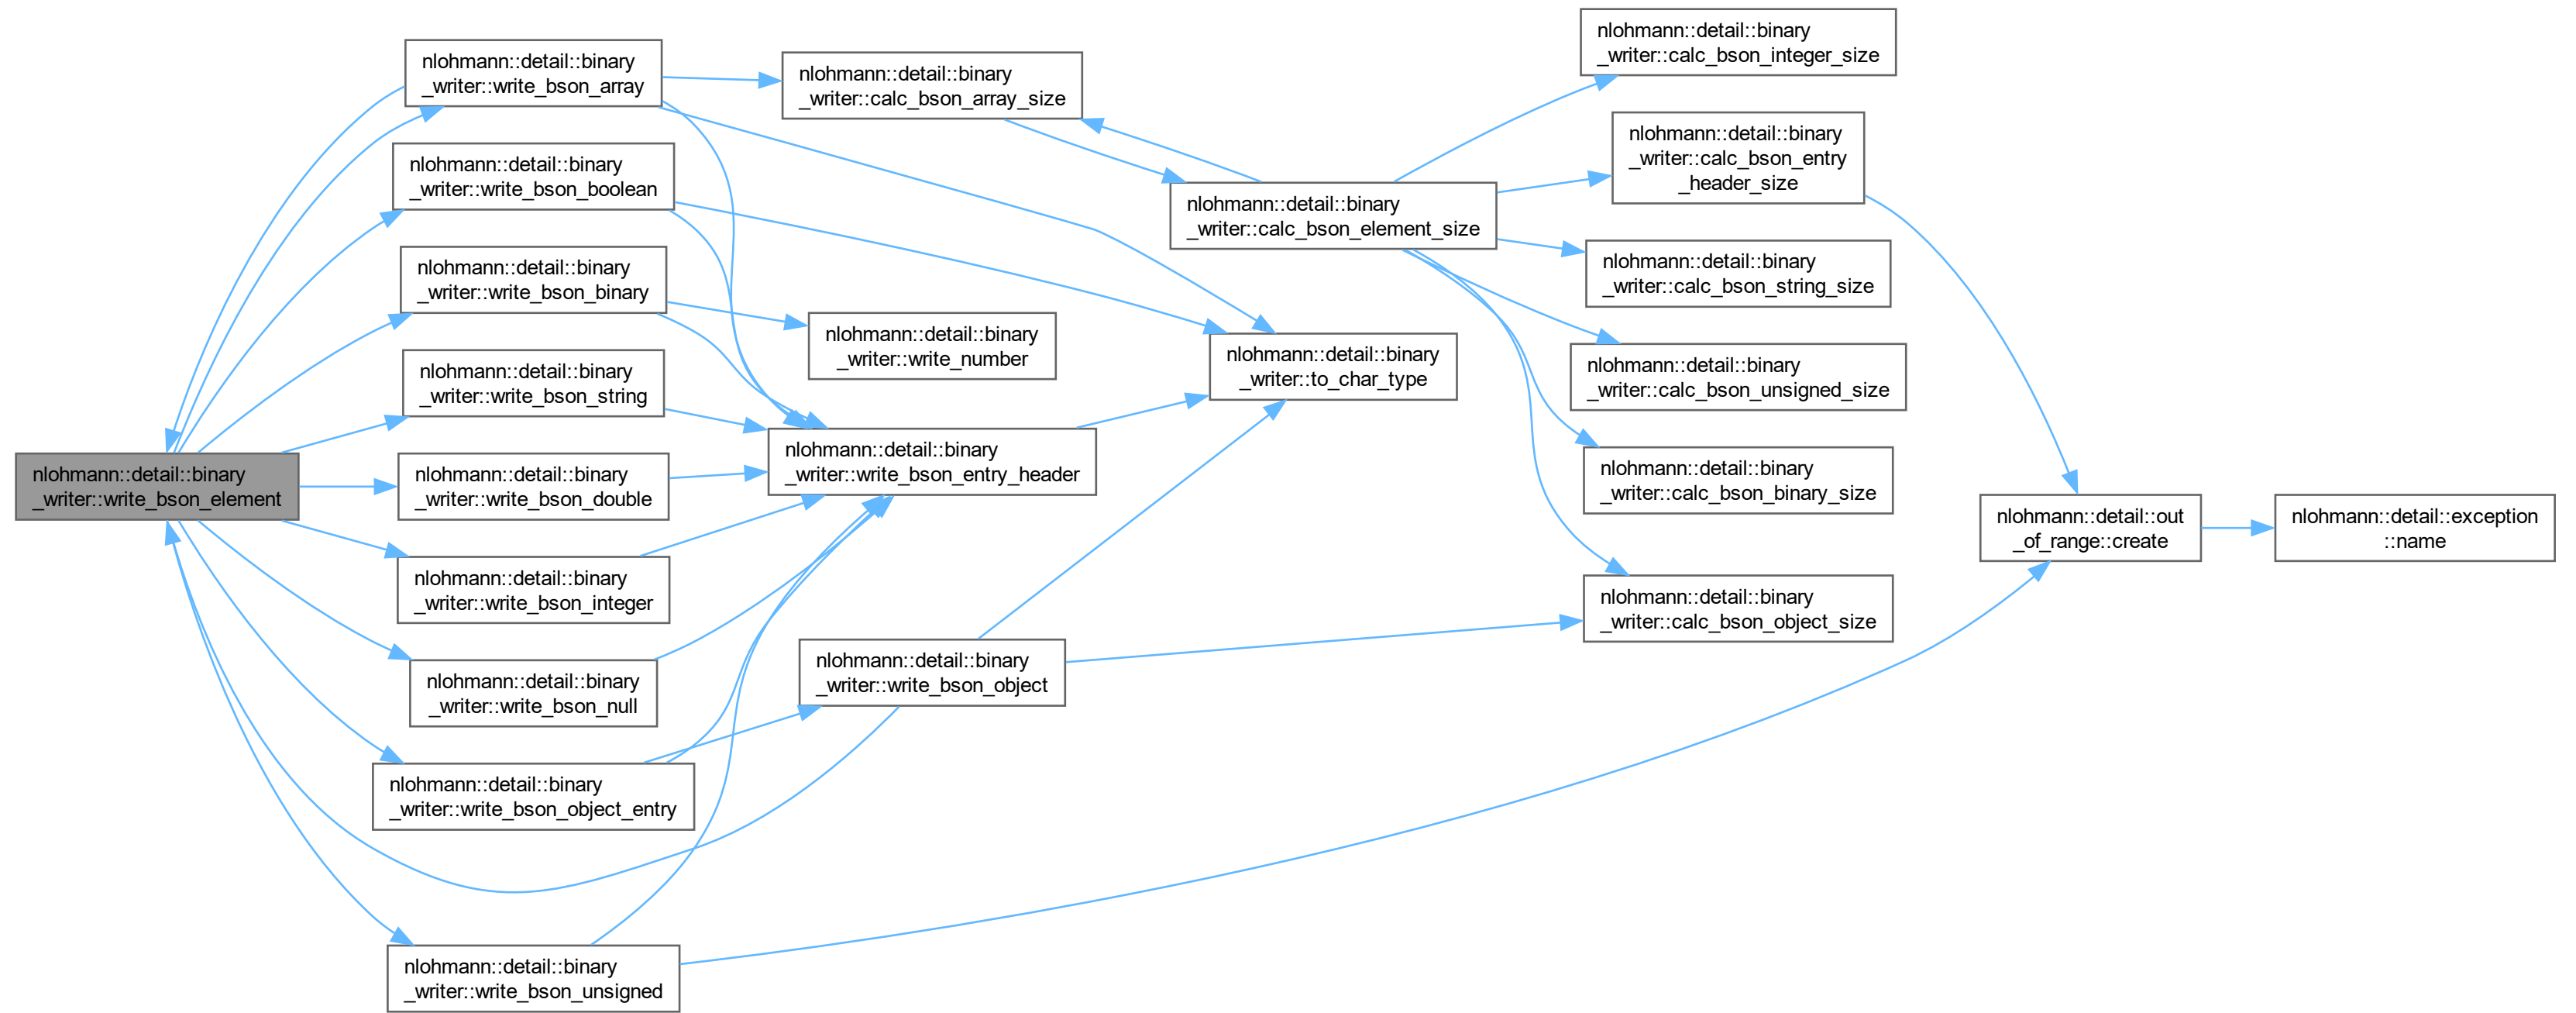 nlohmann::detail::binary
_writer::write_bson_element
nlohmann::detail::binary
_writer::write_bson_array
nlohmann::detail::binary
_writer::write_bson_boolean
nlohmann::detail::binary
_writer::write_bson_binary
nlohmann::detail::binary
_writer::write_bson_string
nlohmann::detail::binary
_writer::write_bson_double
nlohmann::detail::binary
_writer::write_bson_integer
nlohmann::detail::binary
_writer::write_bson_null
nlohmann::detail::binary
_writer::write_bson_object_entry
nlohmann::detail::binary
_writer::write_bson_unsigned
nlohmann::detail::binary
_writer::calc_bson_array_size
nlohmann::detail::binary
_writer::write_number
nlohmann::detail::binary
_writer::write_bson_entry_header
nlohmann::detail::binary
_writer::write_bson_object
nlohmann::detail::binary
_writer::calc_bson_element_size
nlohmann::detail::binary
_writer::to_char_type
nlohmann::detail::binary
_writer::calc_bson_integer_size
nlohmann::detail::binary
_writer::calc_bson_entry
_header_size
nlohmann::detail::binary
_writer::calc_bson_string_size
nlohmann::detail::binary
_writer::calc_bson_unsigned_size
nlohmann::detail::binary
_writer::calc_bson_binary_size
nlohmann::detail::binary
_writer::calc_bson_object_size
nlohmann::detail::out
_of_range::create
nlohmann::detail::exception
::name